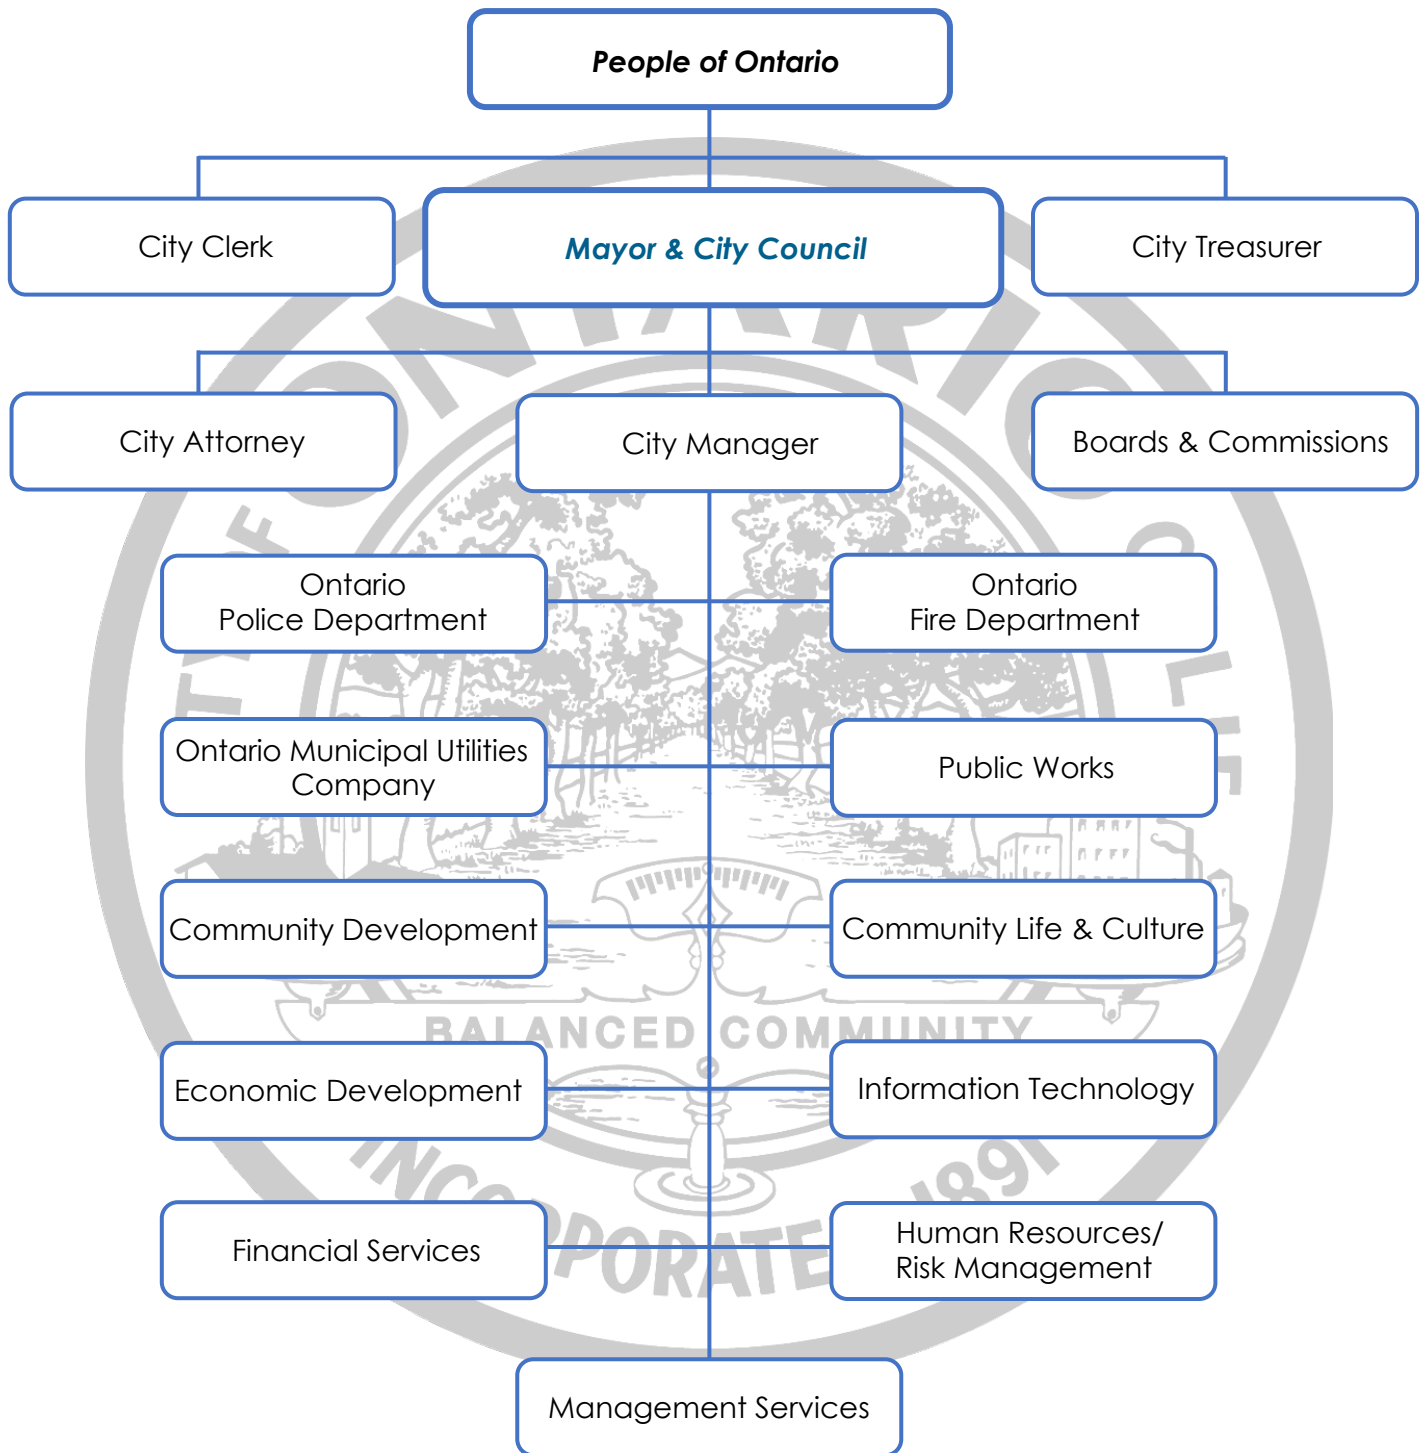 People of Ontario
City Clerk
Mayor & City Council
City Treasurer
City Attorney
City Manager
Boards & Commissions
Ontario
Police Department
Ontario
Fire Department
Ontario Municipal Utilities
Company
Public Works
Community Development
Community Life & Culture
BALANCED COMMUNITY
Economic Development
Information Technology
1891
Financial Services
Human Resources/
Risk Management
Management Services